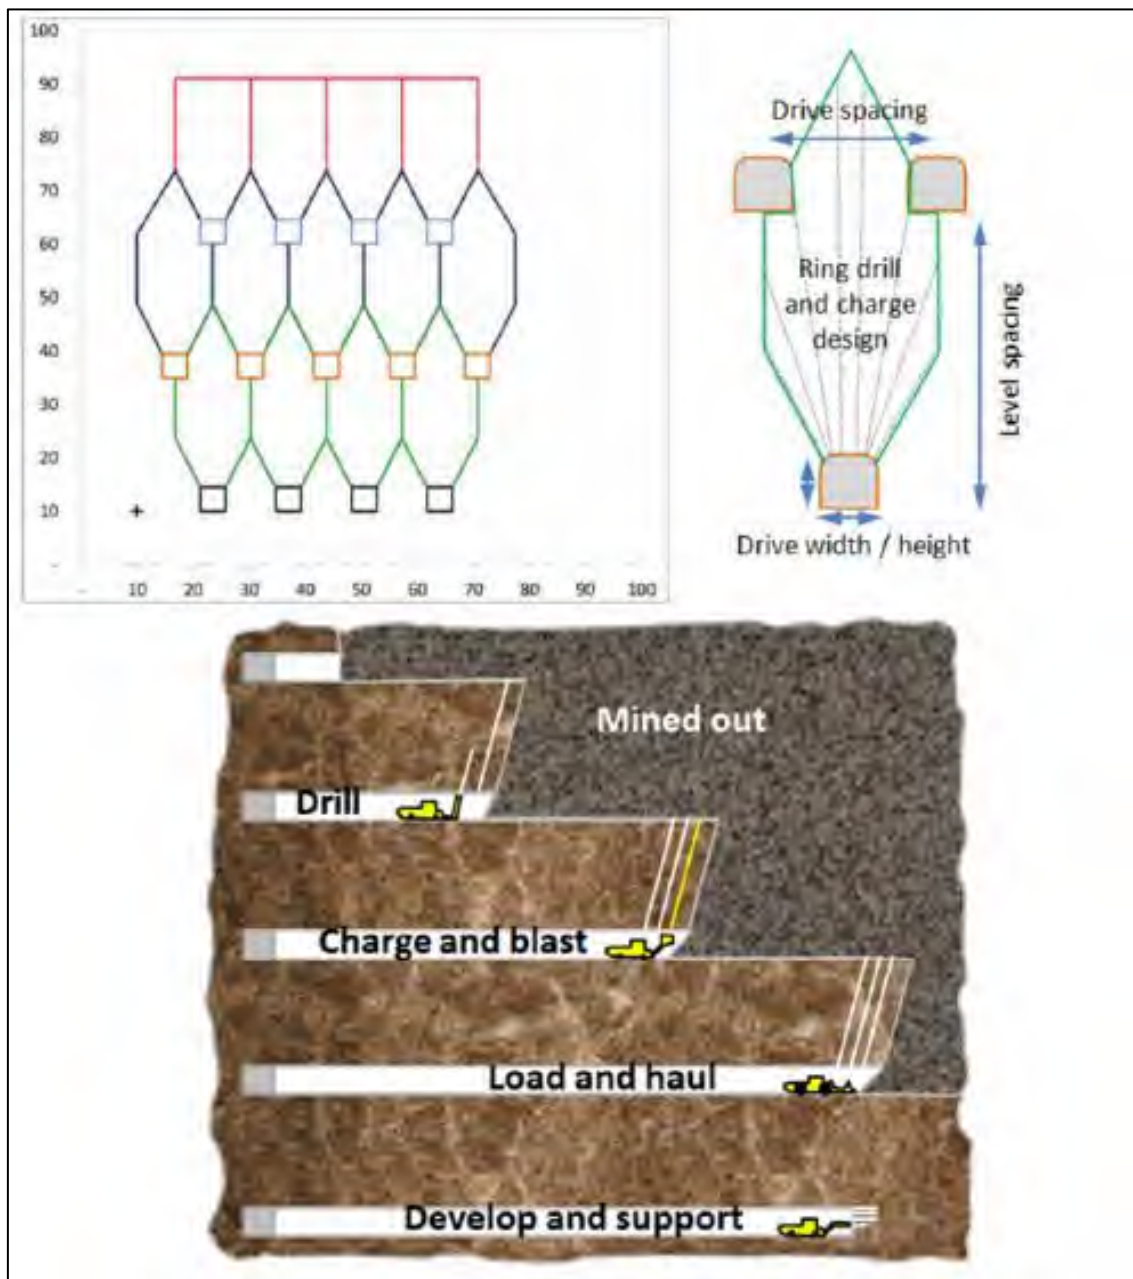 100
90
80
70
60
50
40
30
20
10
-
-
10
20
30
40
50
60
70
80
90
100
Drive spacing
Ring drill
and charge
design
Level spacing
Drive width / height
Mined out
Drill
Charge and blast
Load and haul
Develop and support